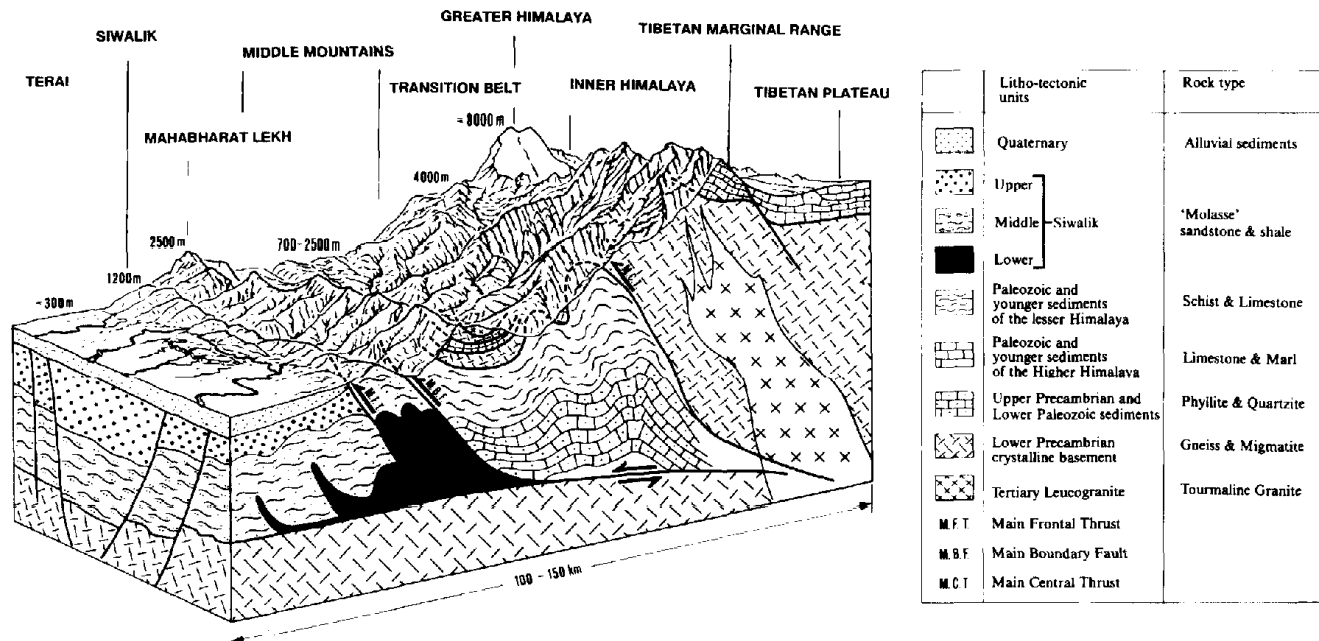 GREATER HIMALAYA
SIWALIK
TIBETAN MARGINAL RANGE
MIDDLE MOUNTAINS
TERAI
TRANSITION BELT
INNER HIMALAYA
TIBETAN PLATEAU
MAHABHARAT LEKH
≈ 8000 m
4000 m
2500 m
700-2500m
1200m
≈300m
100 - 150 km
Litho-tectonic units
Rock type
Quaternary
Alluvial sediments
Upper
Middle
Siwalik
'Molasse'
sandstone & shale
Lower
Paleozoic and
younger sediments
of the lesser Himalaya
Schist & Limestone
Paleozoic and
younger sediments
of the Higher Himalaya
Limestone & Marl
Upper Precambrian and
Lower Paleozoic sediments
Phyilite & Quartzite
Lower Precambrian
crystalline basement
Gneiss & Migmatite
Tertiary Leucogranite
Tourmaline Granite
M.F.T. Main Frontal Thrust
M.B.F. Main Boundary Fault
M.C.T Main Central Thrust